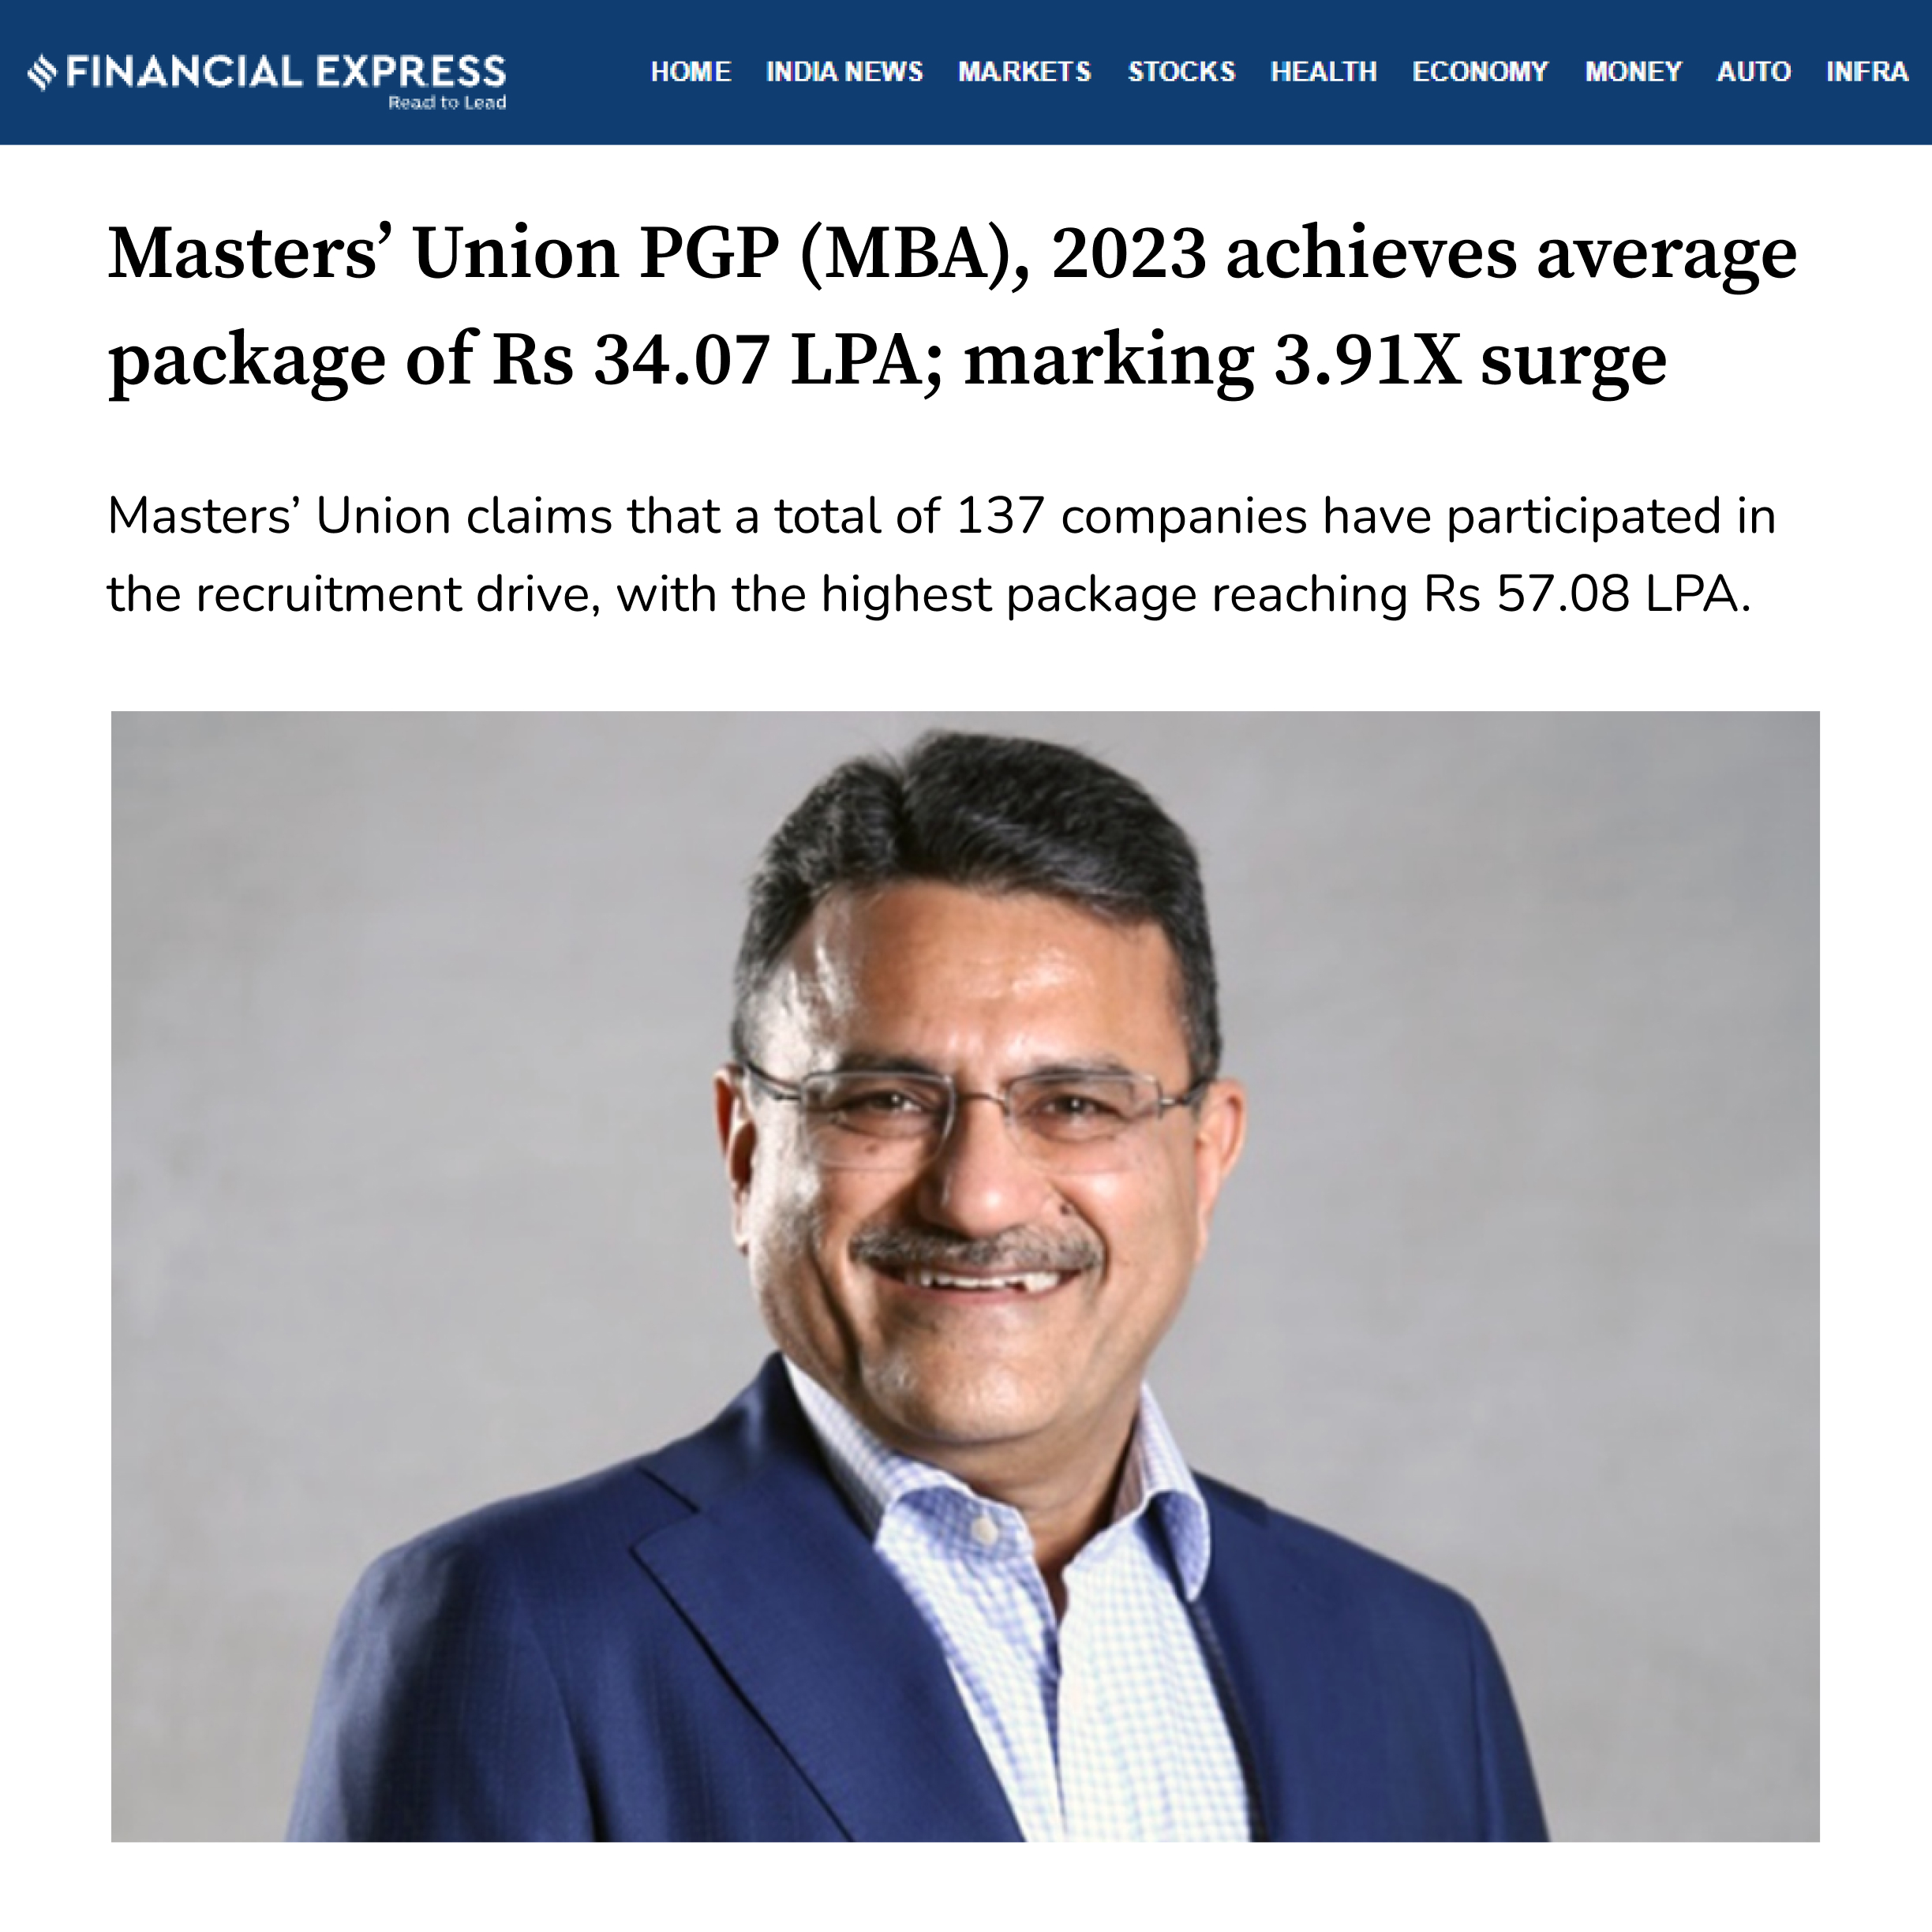 FINANCIAL EXPRESS
Read to Lead
HOME INDIA NEWS MARKETS STOCKS HEALTH ECONOMY MONEY AUTO INFRA
Masters’ Union PGP (MBA), 2023 achieves average
package of Rs 34.07 LPA; marking 3.91X surge
Masters’ Union claims that a total of 137 companies have participated in
the recruitment drive, with the highest package reaching Rs 57.08 LPA.